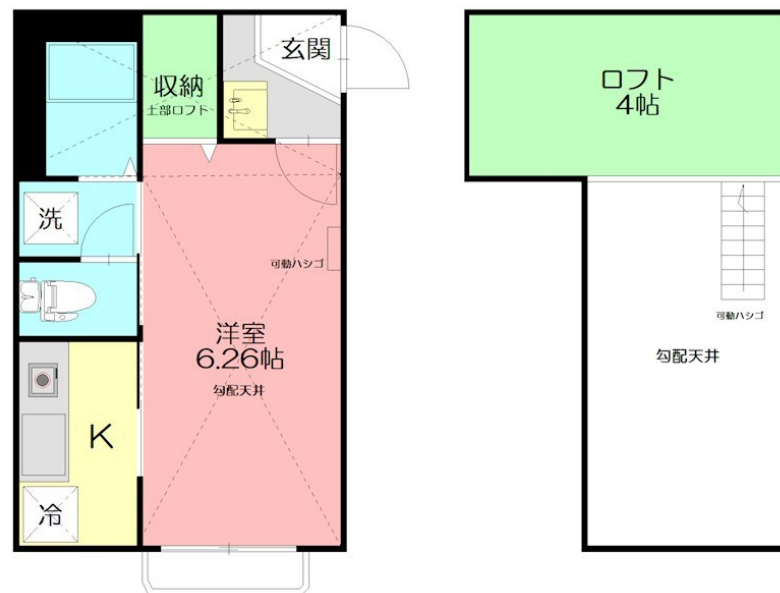 玄関
収納
上部ロフト
洗
可動ハシゴ
洋室
6.26帖
勾配天井
K
冷
ロフト
4帖
可動ハシゴ
勾配天井